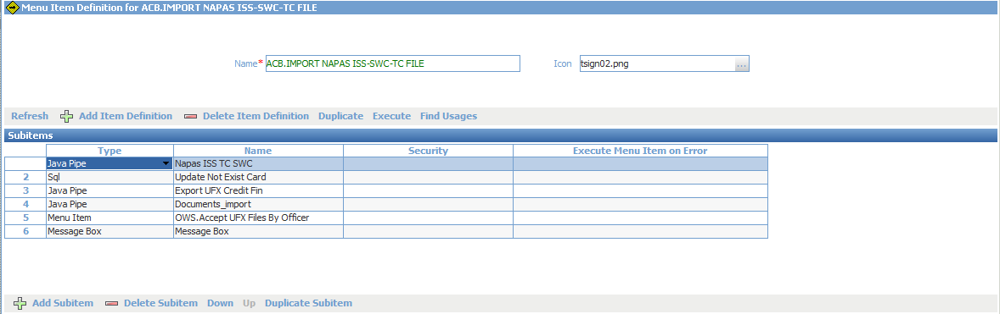 Menu Item Definition for ACB.IMPORT NAPAS ISS-SWC-TC FILE
Name* ACB.IMPORT NAPAS ISS-SWC-TC FILE Icon tsign02.png ...
Refresh Add Item Definition Delete Item Definition Duplicate Execute Find Usages
Subitems
Type Name Security Execute Menu Item on Error
Java Pipe Napas ISS TC SWC
2 Sql Update Not Exist Card
3 Java Pipe Export UFX Credit Fin
4 Java Pipe Documents_import
5 Menu Item OWS.Accept UFX Files By Officer
6 Message Box Message Box
Add Subitem Delete Subitem Down Up Duplicate Subitem